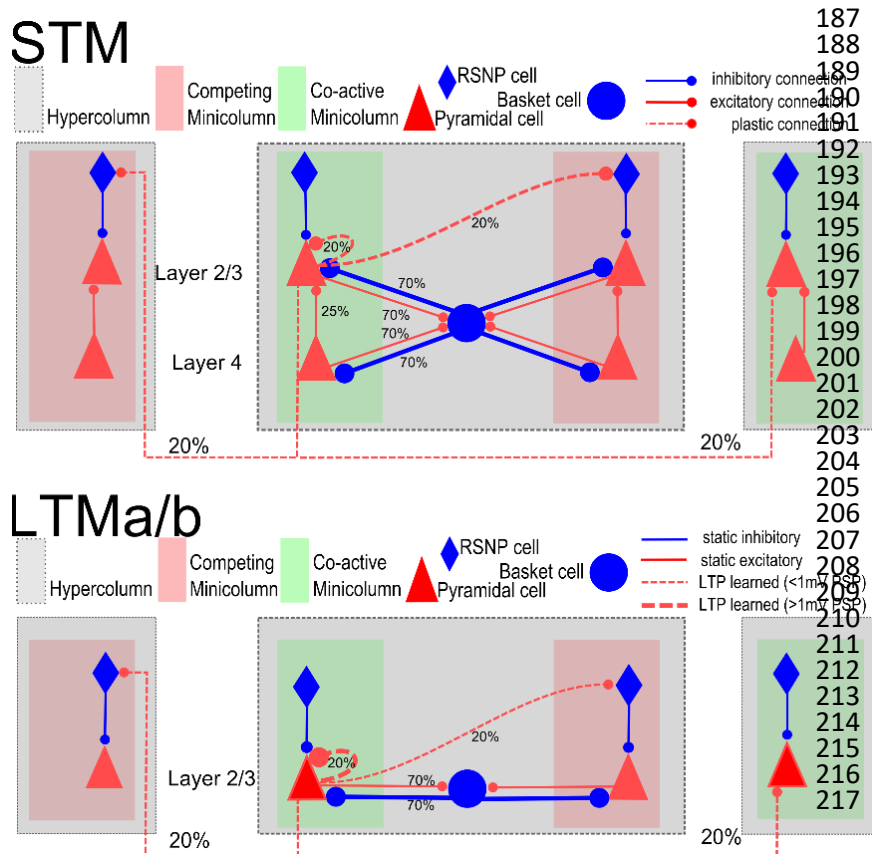 STM
Hypercolumn
Competing
Minicolumn
Co-active
Minicolumn
RSNP cell
Pyramidal cell
Basket cell
inhibitory connection
excitatory connection
plastic connection
20%
20%
70%
25%
70%
70%
70%
Layer 2/3
Layer 4
20%
20%
LTMa/b
Hypercolumn
Competing
Minicolumn
Co-active
Minicolumn
RSNP cell
Pyramidal cell
Basket cell
static inhibitory
static excitatory
LTP learned (<1mV PSP)
LTP learned (>1mV PSP)
20%
20%
70%
70%
Layer 2/3
20%
20%
187
188
189
190
191
192
193
194
195
196
197
198
199
200
201
202
203
204
205
206
207
208
209
210
211
212
213
214
215
216
217